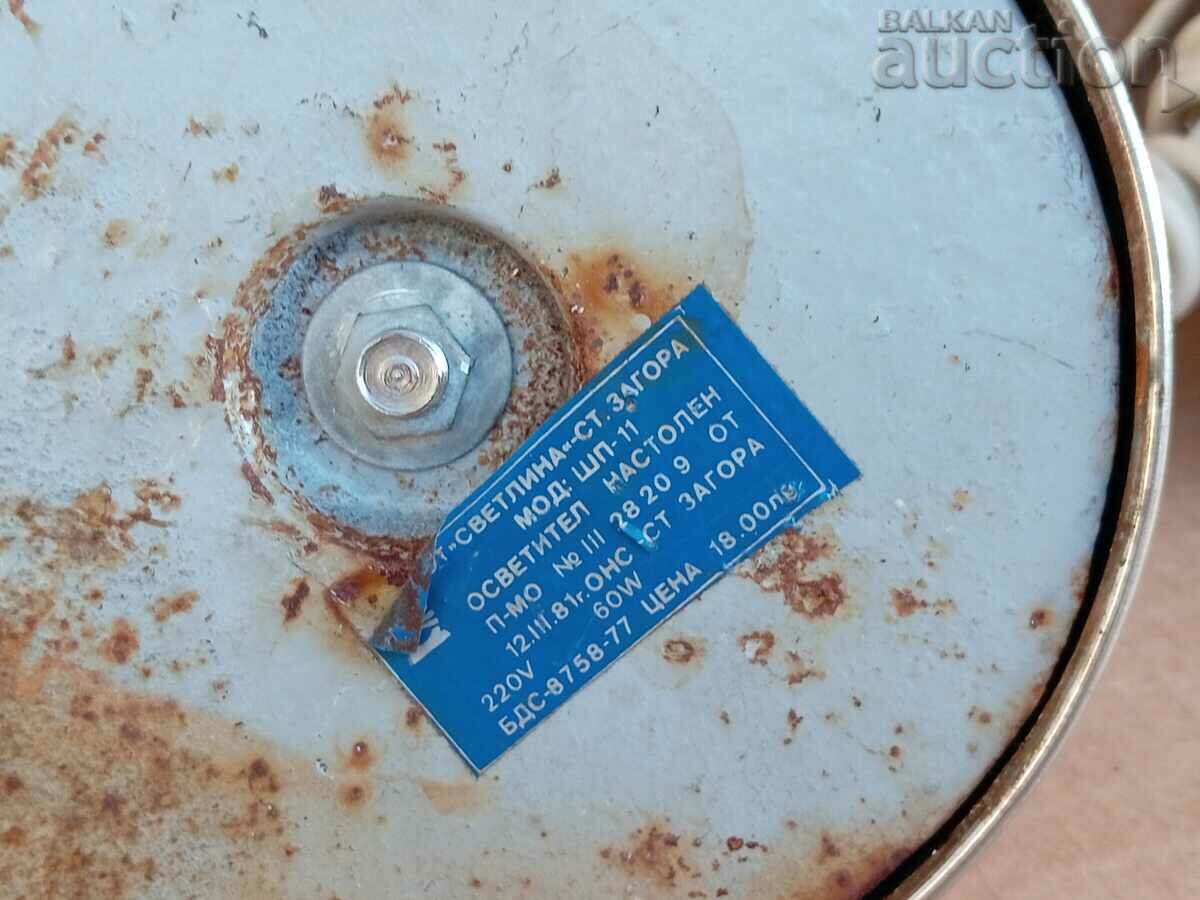 BALKAN
auction
Т"СВЕТЛИНА"-СТ. ЗАГОРА
МОД: ШП-11
ОСВЕТИТЕЛ НАСТОЛЕН
П-МО № III 28 20 9 ОТ
12.III.81г. ОНС СТ ЗАГОРА
220V 60W
БДС-8758-77 ЦЕНА 18.00лв